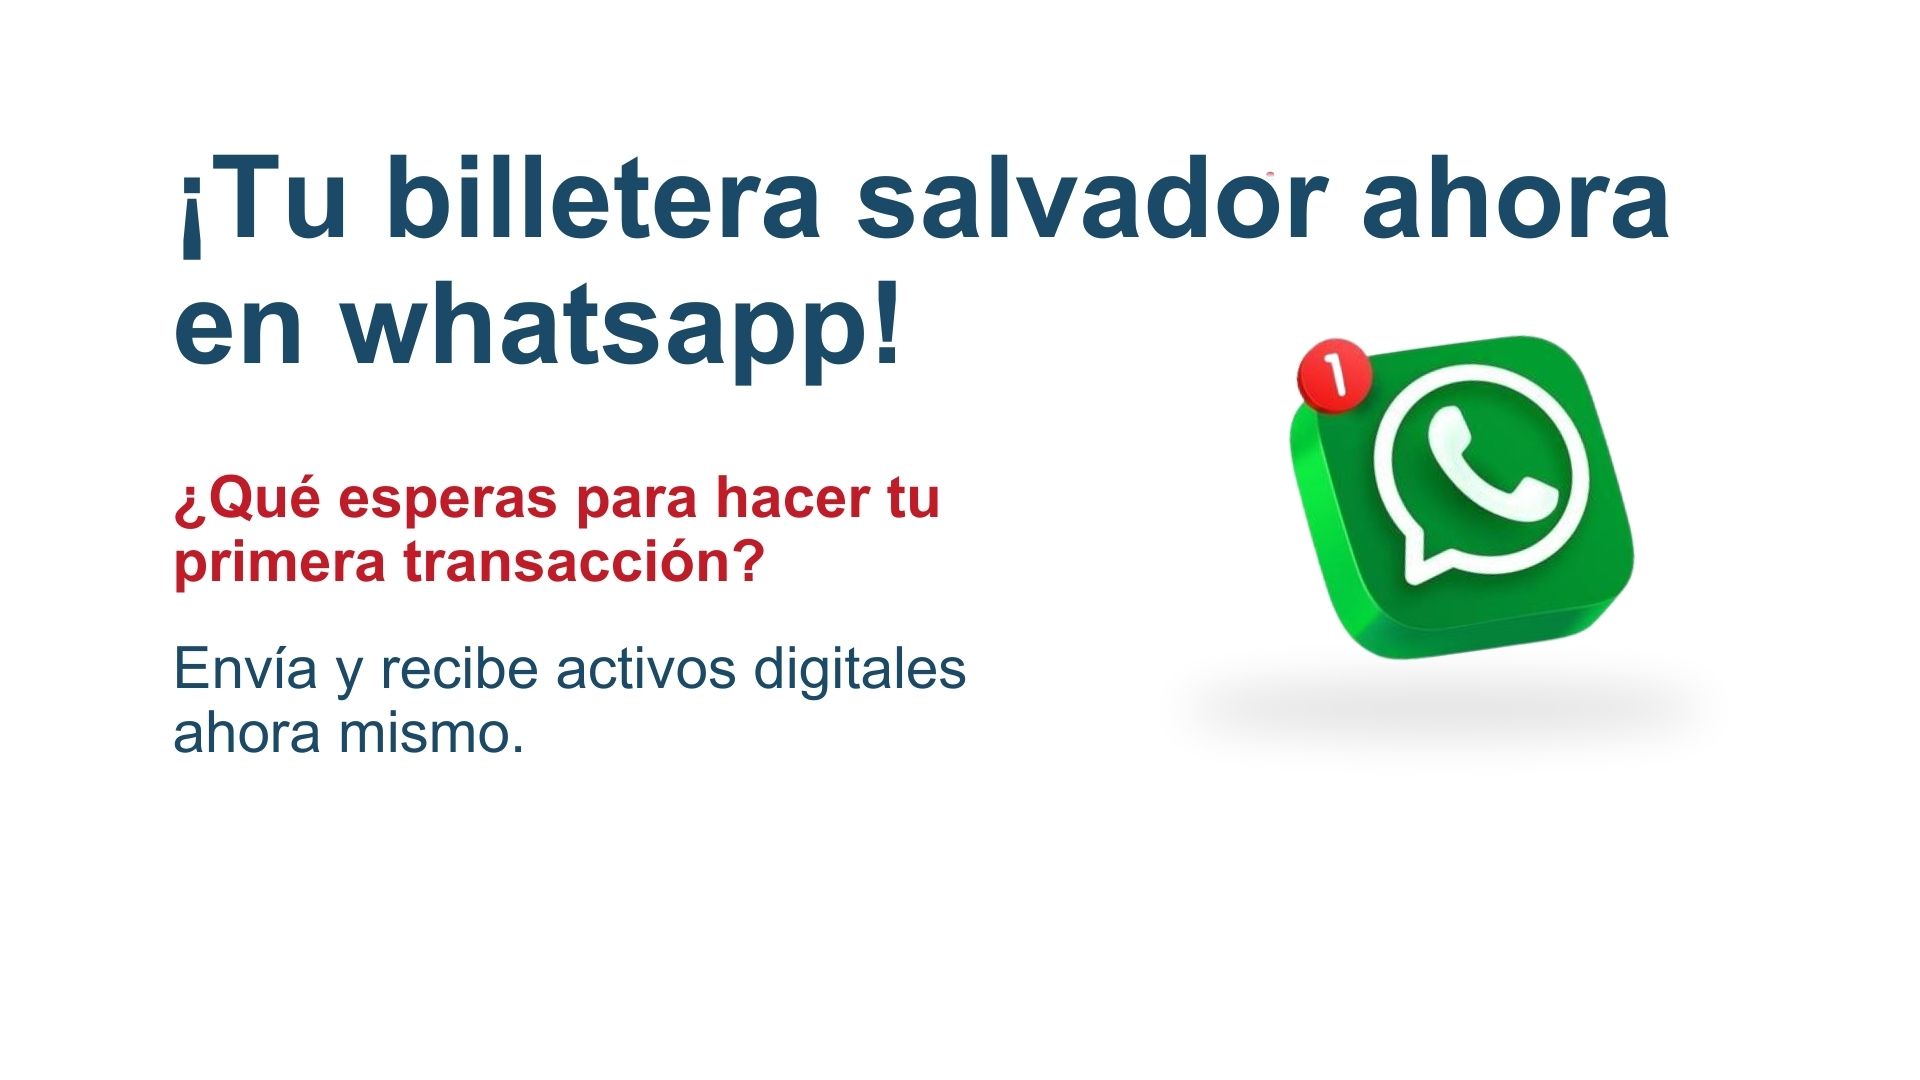 ¡Tu billetera salvador ahora
en whatsapp!
¿Qué esperas para hacer tu
primera transacción?
Envía y recibe activos digitales
ahora mismo.
1